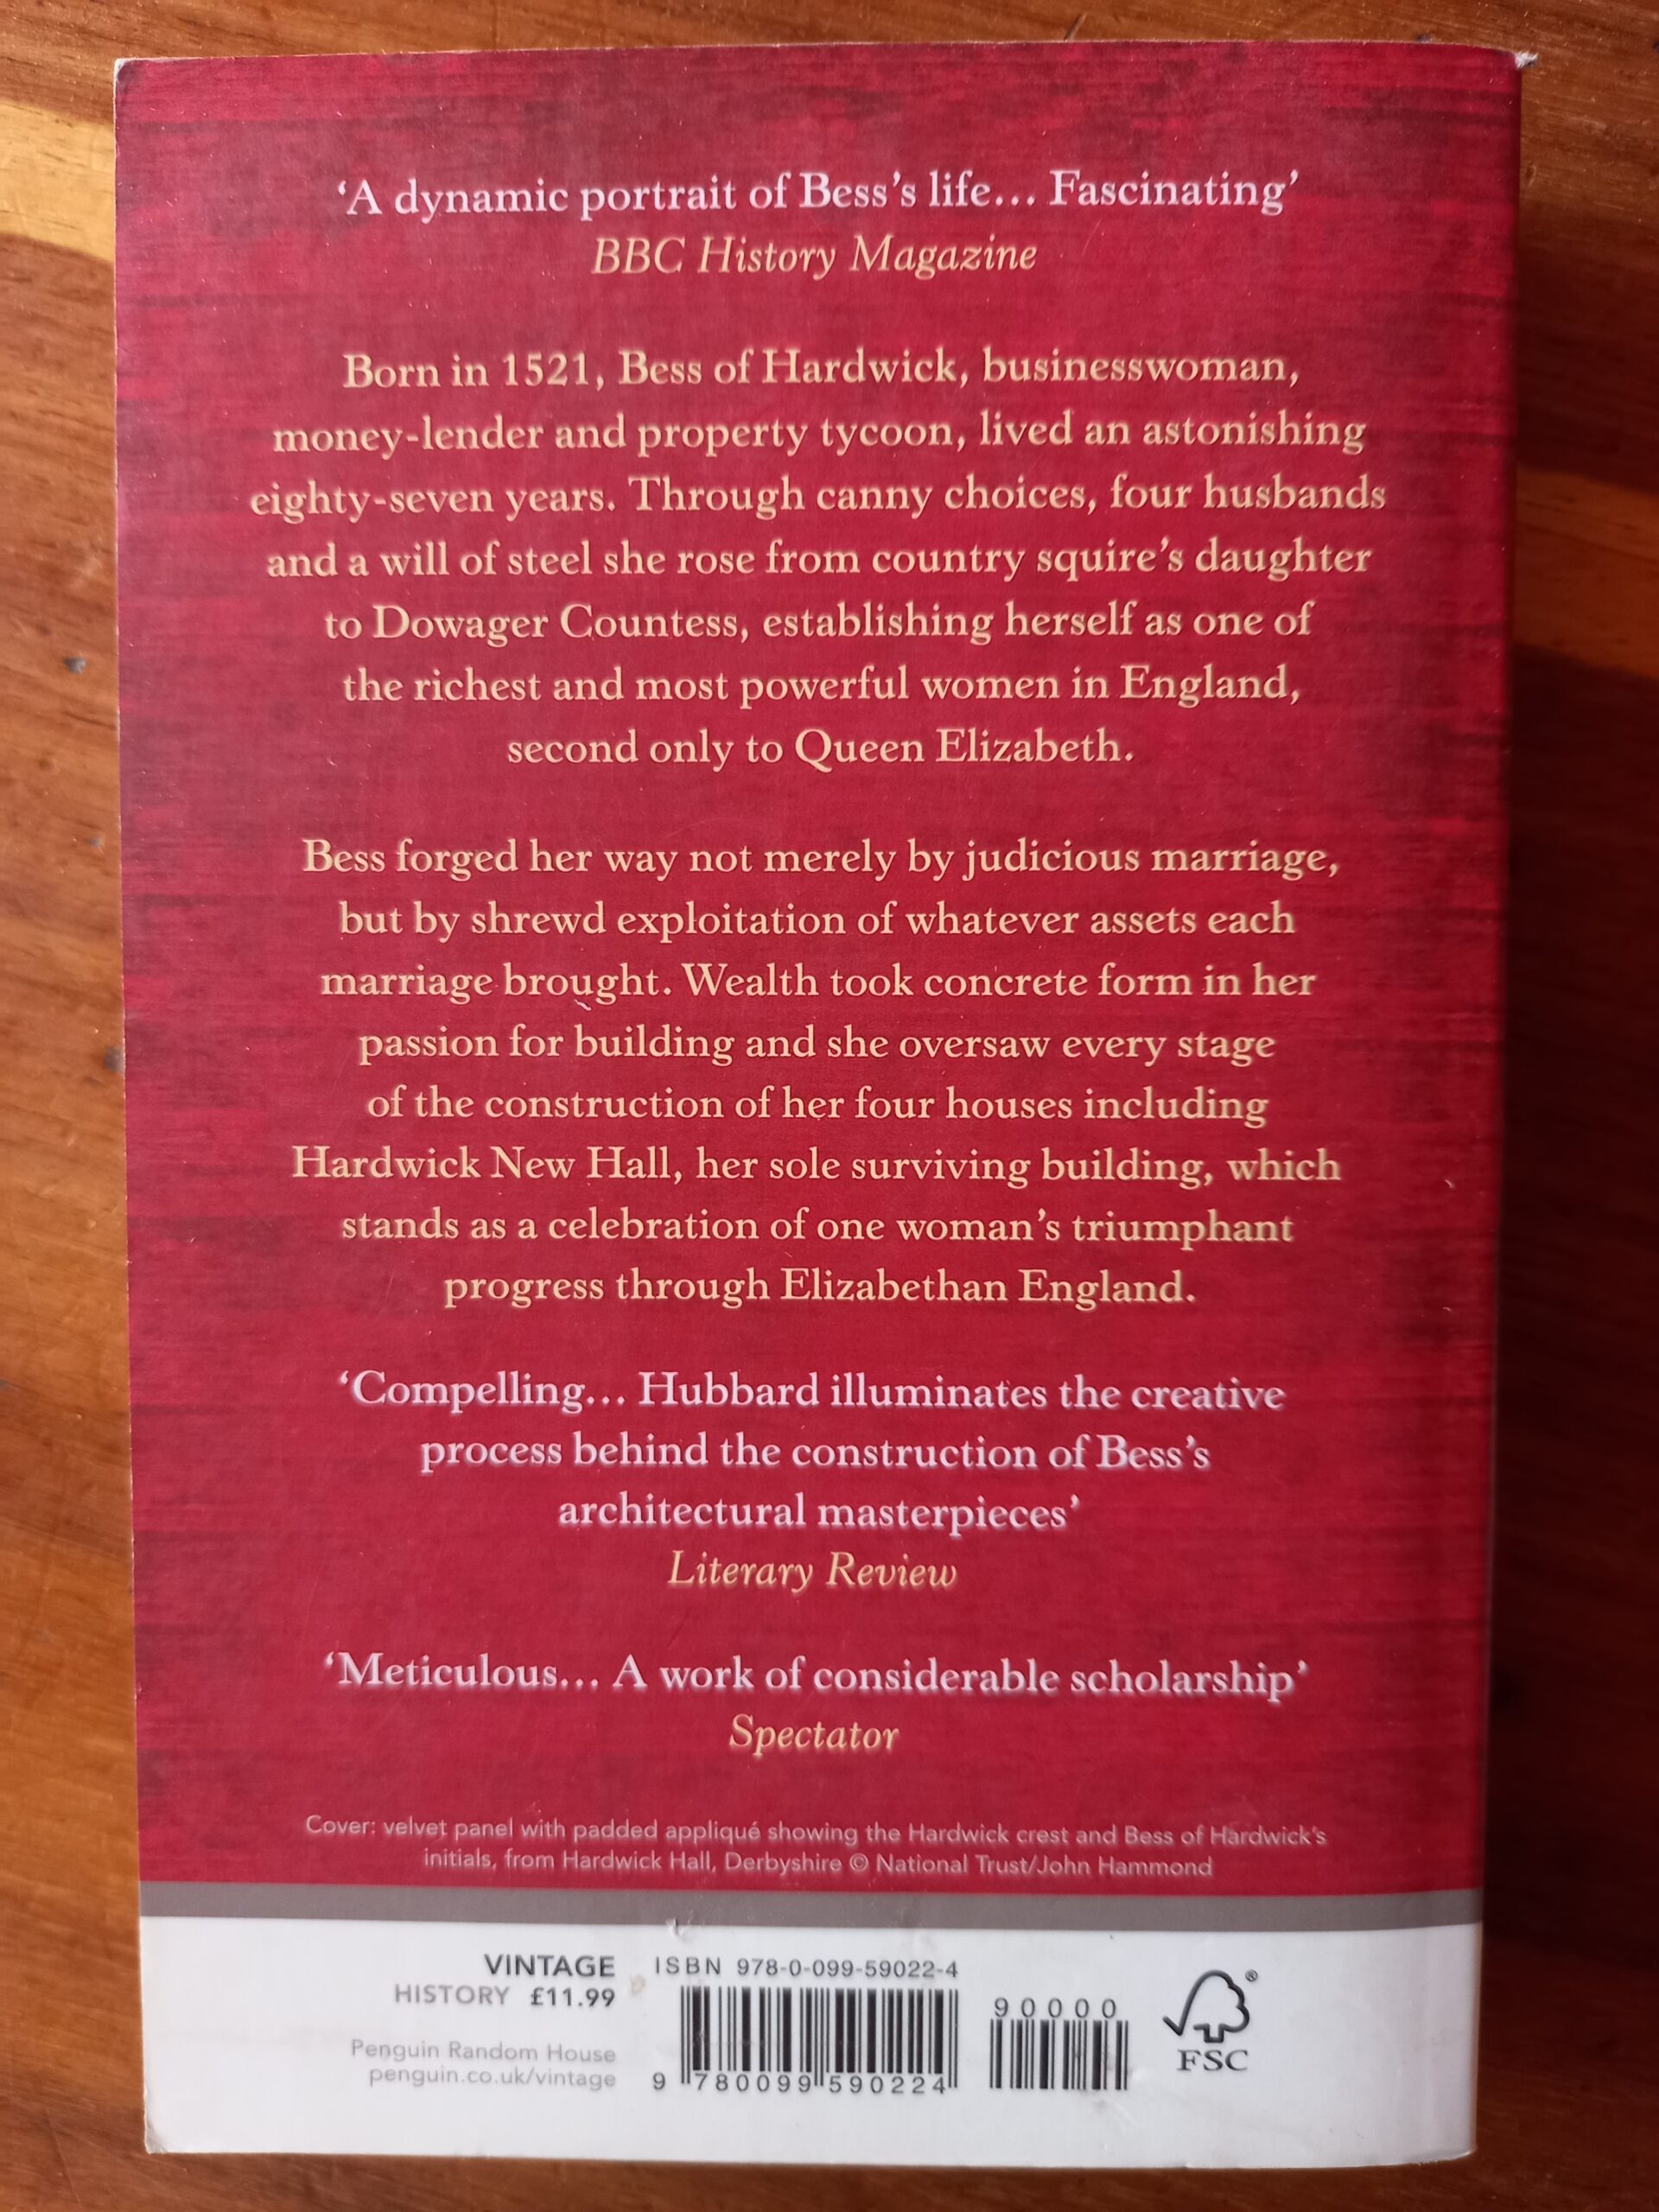 ‘A dynamic portrait of Bess’s life… Fascinating’
BBC History Magazine
Born in 1521, Bess of Hardwick, businesswoman,
money-lender and property tycoon, lived an astonishing
eighty-seven years. Through canny choices, four husbands
and a will of steel she rose from country squire’s daughter
to Dowager Countess, establishing herself as one of
the richest and most powerful women in England,
second only to Queen Elizabeth.
Bess forged her way not merely by judicious marriage,
but by shrewd exploitation of whatever assets each
marriage brought. Wealth took concrete form in her
passion for building and she oversaw every stage
of the construction of her four houses including
Hardwick New Hall, her sole surviving building, which
stands as a celebration of one woman’s triumphant
progress through Elizabethan England.
‘Compelling… Hubbard illuminates the creative
process behind the construction of Bess’s
architectural masterpieces’
Literary Review
‘Meticulous… A work of considerable scholarship’
Spectator
Cover: velvet panel with padded appliqué showing the Hardwick crest and Bess of Hardwick’s
initials, from Hardwick Hall, Derbyshire © National Trust/John Hammond
VINTAGE
HISTORY £11.99
Penguin Random House
penguin.co.uk/vintage
ISBN 978-0-099-59022-4
9 780099 590224
90000
®
FSC